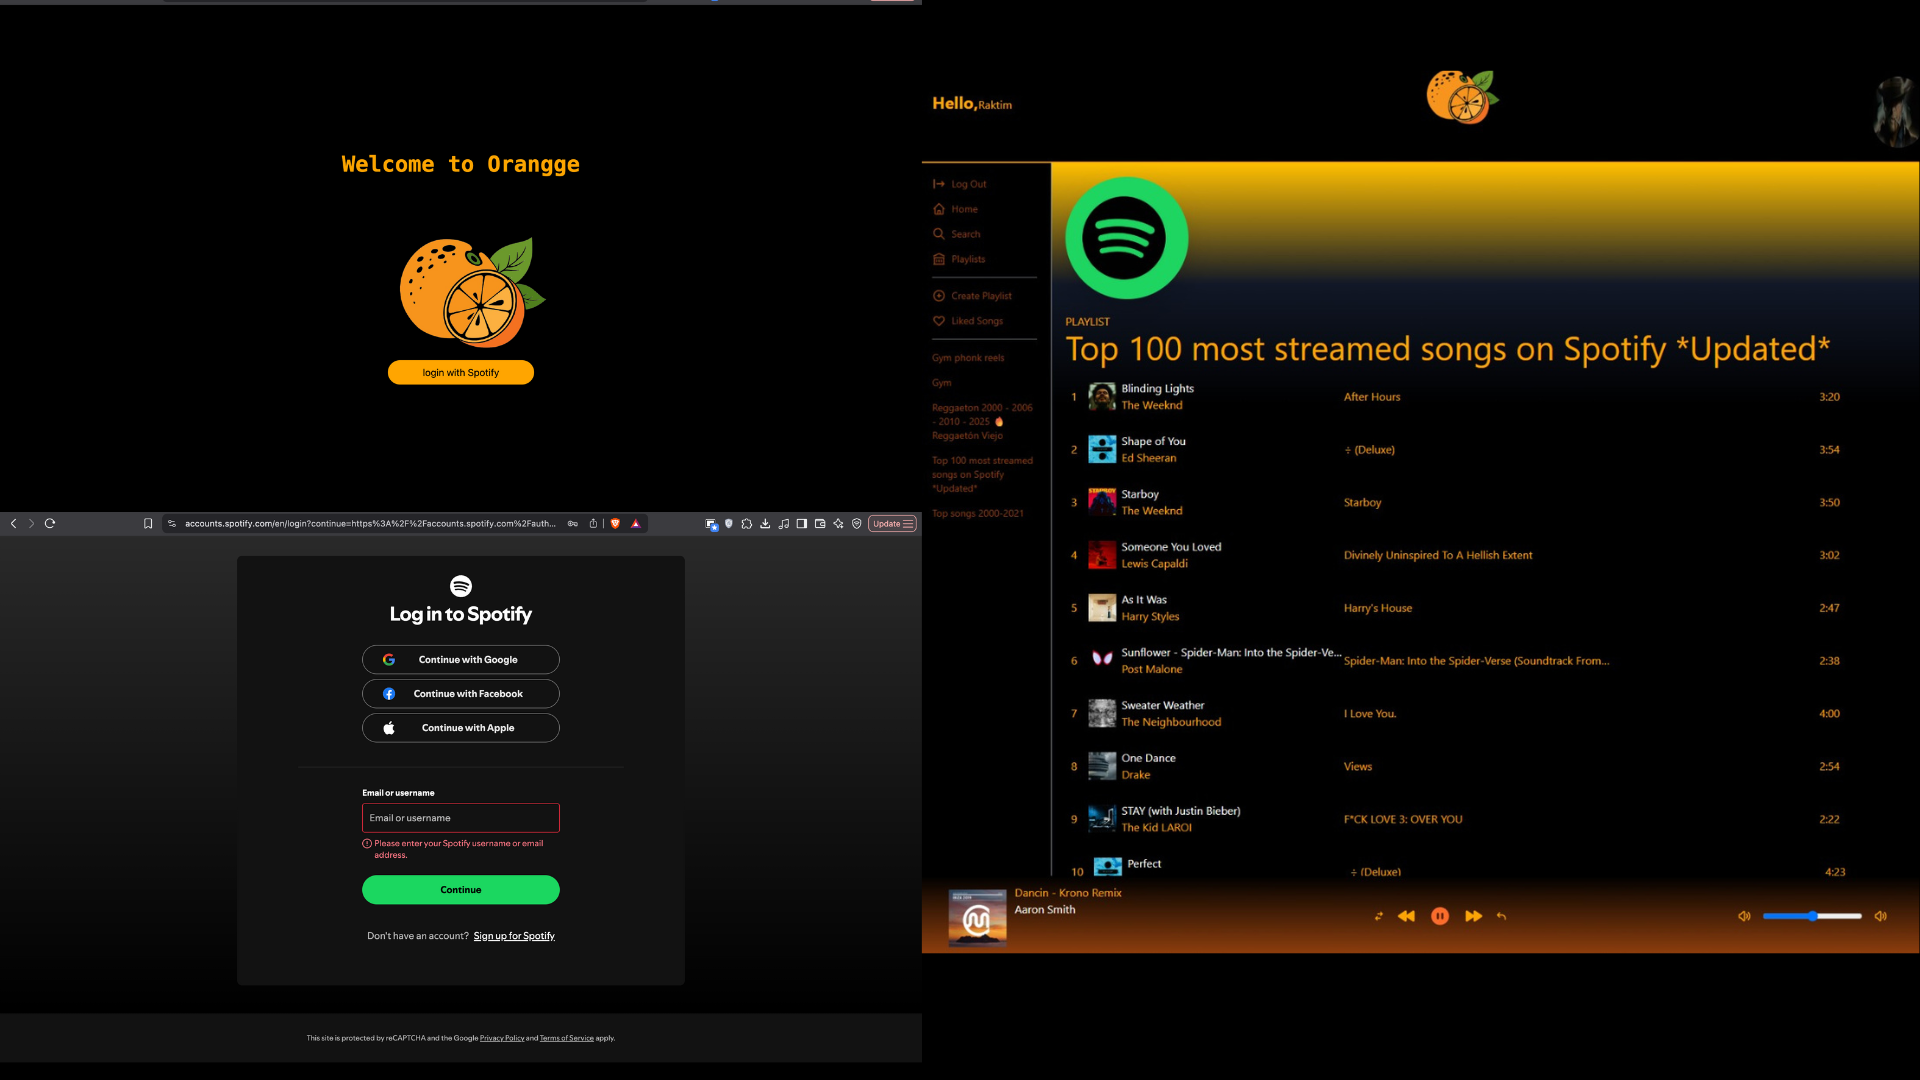 Welcome to Orangge
login with Spotify
accounts.spotify.com/en/login?continue=https%3A%2F%2Faccounts.spotify.com%2Fauth...
Update
Log in to Spotify
Continue with Google
Continue with Facebook
Continue with Apple
Email or username
Email or username
Please enter your Spotify username or email
address.
Continue
Don't have an account? Sign up for Spotify
This site is protected by reCAPTCHA and the Google Privacy Policy and Terms of Service apply.
Hello,Raktim
Log Out
Home
Search
Playlists
Create Playlist
Liked Songs
Gym phonk reels
Gym
Reggaeton 2000 - 2006
- 2010 - 2025 🔥
Reggaetón Viejo
Top 100 most streamed
songs on Spotify
*Updated*
Top songs 2000-2021
PLAYLIST
Top 100 most streamed songs on Spotify *Updated*
1 Blinding Lights After Hours 3:20
The Weeknd
2 Shape of You ÷ (Deluxe) 3:54
Ed Sheeran
3 Starboy Starboy 3:50
The Weeknd
4 Someone You Loved Divinely Uninspired To A Hellish Extent 3:02
Lewis Capaldi
5 As It Was Harry's House 2:47
Harry Styles
6 Sunflower - Spider-Man: Into the Spider-Ve... Spider-Man: Into the Spider-Verse (Soundtrack From... 2:38
Post Malone
7 Sweater Weather I Love You. 4:00
The Neighbourhood
8 One Dance Views 2:54
Drake
9 STAY (with Justin Bieber) F*CK LOVE 3: OVER YOU 2:22
The Kid LAROI
10 Perfect ÷ (Deluxe) 4:23
Dancin - Krono Remix
Aaron Smith